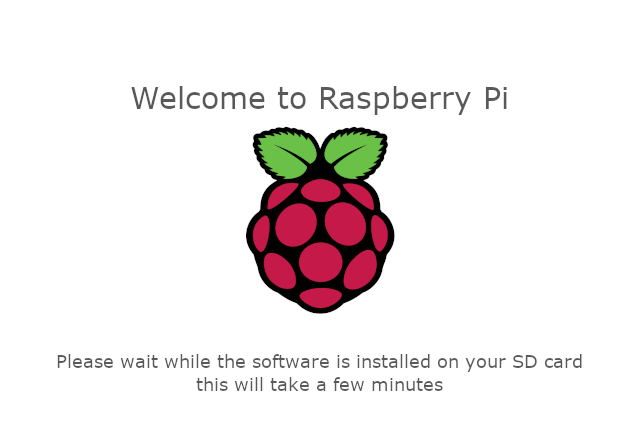 Welcome to Raspberry Pi
Please wait while the software is installed on your SD card
this will take a few minutes